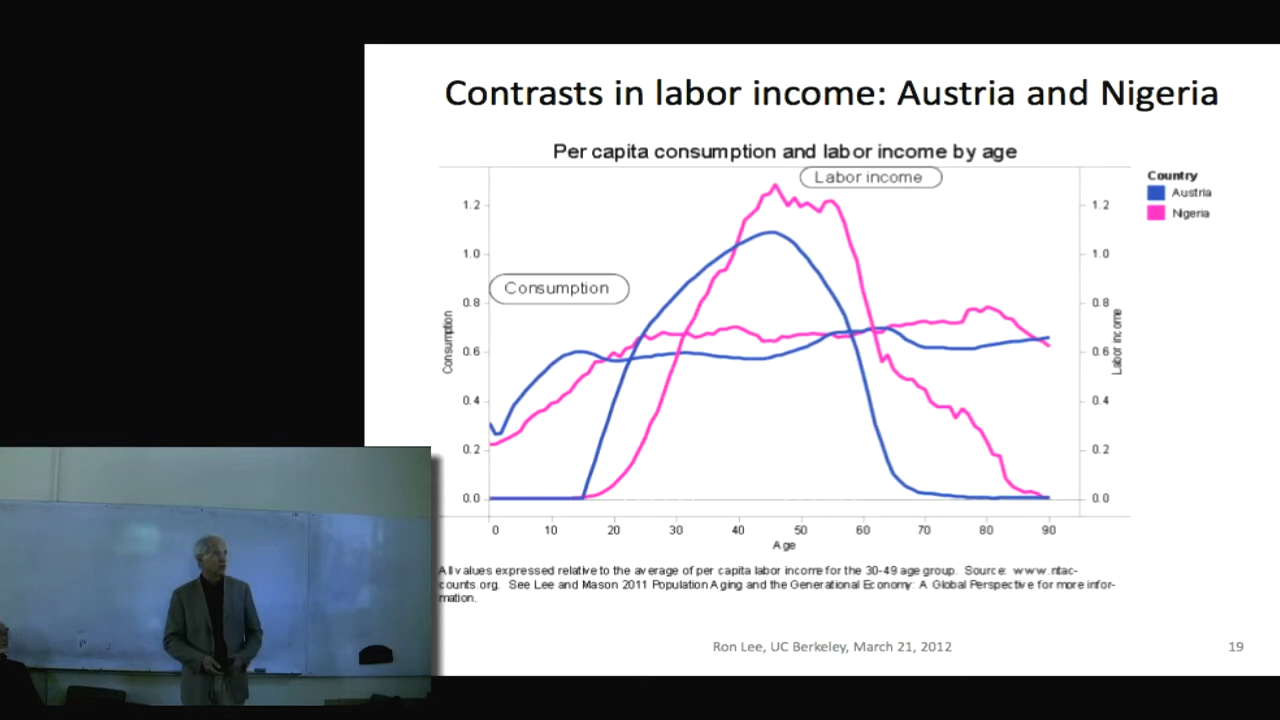 Contrasts in labor income: Austria and Nigeria
Per capita consumption and labor income by age
Labor income
Consumption
Country
Austria
Nigeria
1.2
1.0
0.8
0.6
0.4
0.2
0.0
Consumption
1.2
1.0
0.8
0.6
0.4
0.2
0.0
Labor income
0 10 20 30 40 50 60 70 80 90
Age
All values expressed relative to the average of per capita labor income for the 30-49 age group. Source: www.ntac-
counts.org. See Lee and Mason 2011 Population Aging and the Generational Economy: A Global Perspective for more infor-
mation.
Ron Lee, UC Berkeley, March 21, 2012
19